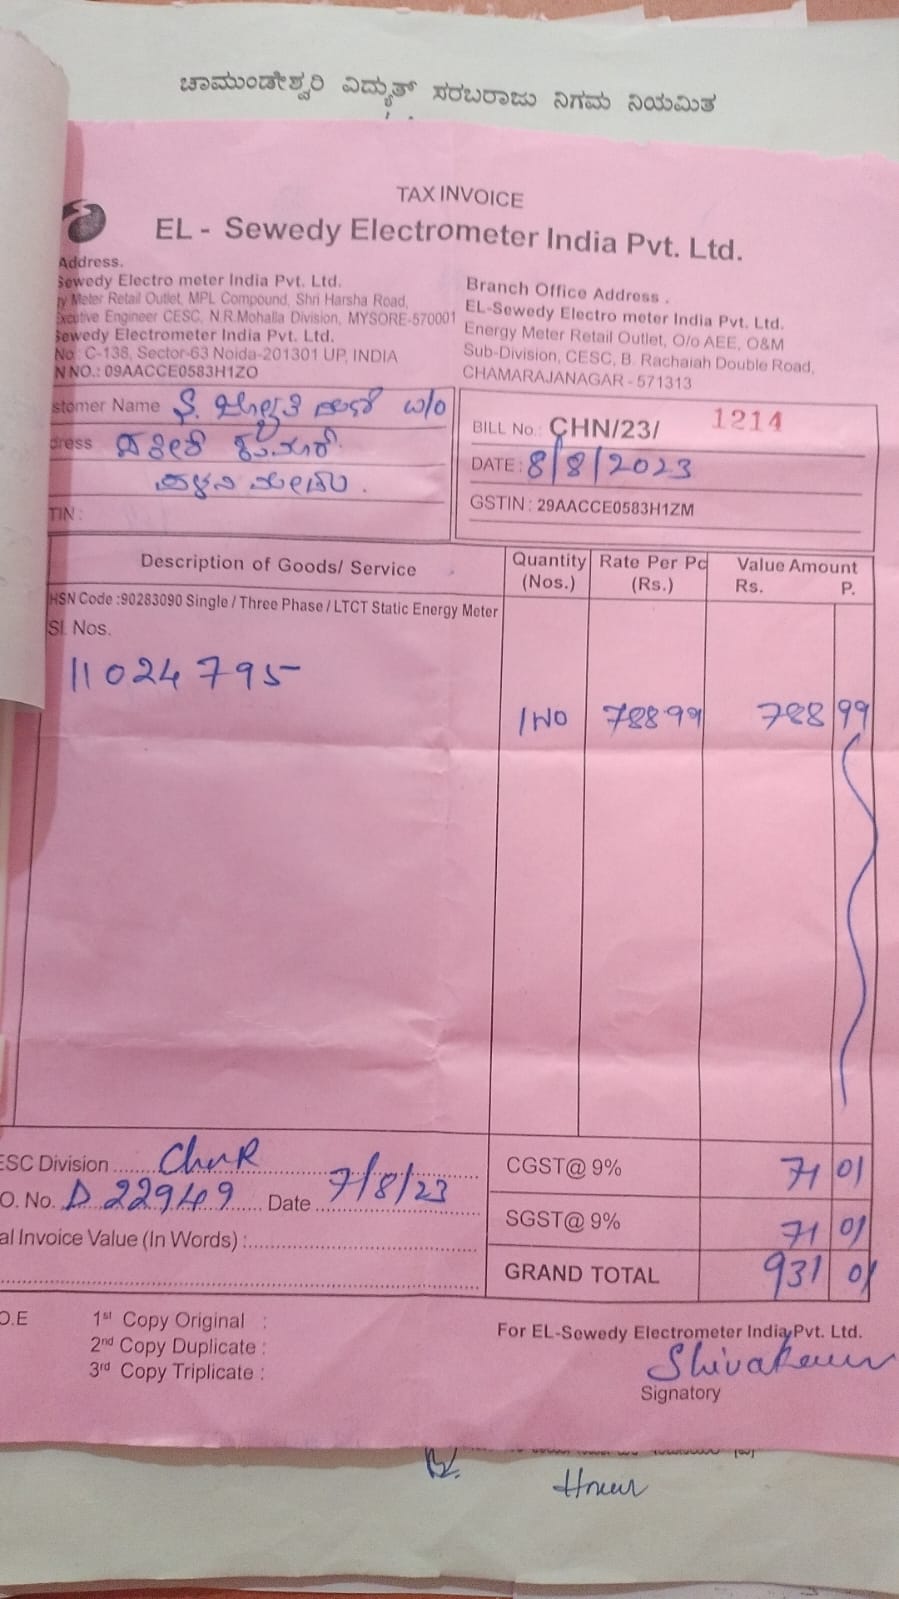 ಚಾಮುಂಡೇಶ್ವರಿ ವಿದ್ಯುತ್ ಸರಬರಾಜು ನಿಗಮ ನಿಯಮಿತ
TAX INVOICE
EL - Sewedy Electrometer India Pvt. Ltd.
Address.
Sewedy Electro meter India Pvt. Ltd.
Meter Retail Outlet, MPL Compound, Shri Harsha Road,
Engineer CESC, N.R.Mohalla Division, MYSORE-570001
Sewedy Electrometer India Pvt. Ltd.
No : C-138, Sector-63 Noida-201301 UP, INDIA
N NO.: 09AACCE0583H1ZO
Branch Office Address .
EL-Sewedy Electro meter India Pvt. Ltd.
Energy Meter Retail Outlet, O/o AEE, O&M
Sub-Division, CESC, B. Rachaiah Double Road,
CHAMARAJANAGAR - 571313
stomer Name W/o
dress
TIN :
BILL No.: CHN/23/ 1214
DATE : 8/8/2023
GSTIN : 29AACCE0583H1ZM
Description of Goods/ Service Quantity (Nos.) Rate Per Pc (Rs.) Value Amount Rs. P.
HSN Code :90283090 Single / Three Phase / LTCT Static Energy Meter
Sl. Nos.
11024795
1 No 788.99 788 99
ESC Division ChnR
O. No. D 22949 Date 7/8/23
al Invoice Value (In Words) :
CGST@ 9% 71 01
SGST@ 9% 71 01
GRAND TOTAL 931 01
O.E 1st Copy Original :
2nd Copy Duplicate :
3rd Copy Triplicate :
For EL-Sewedy Electrometer India Pvt. Ltd.
Signatory